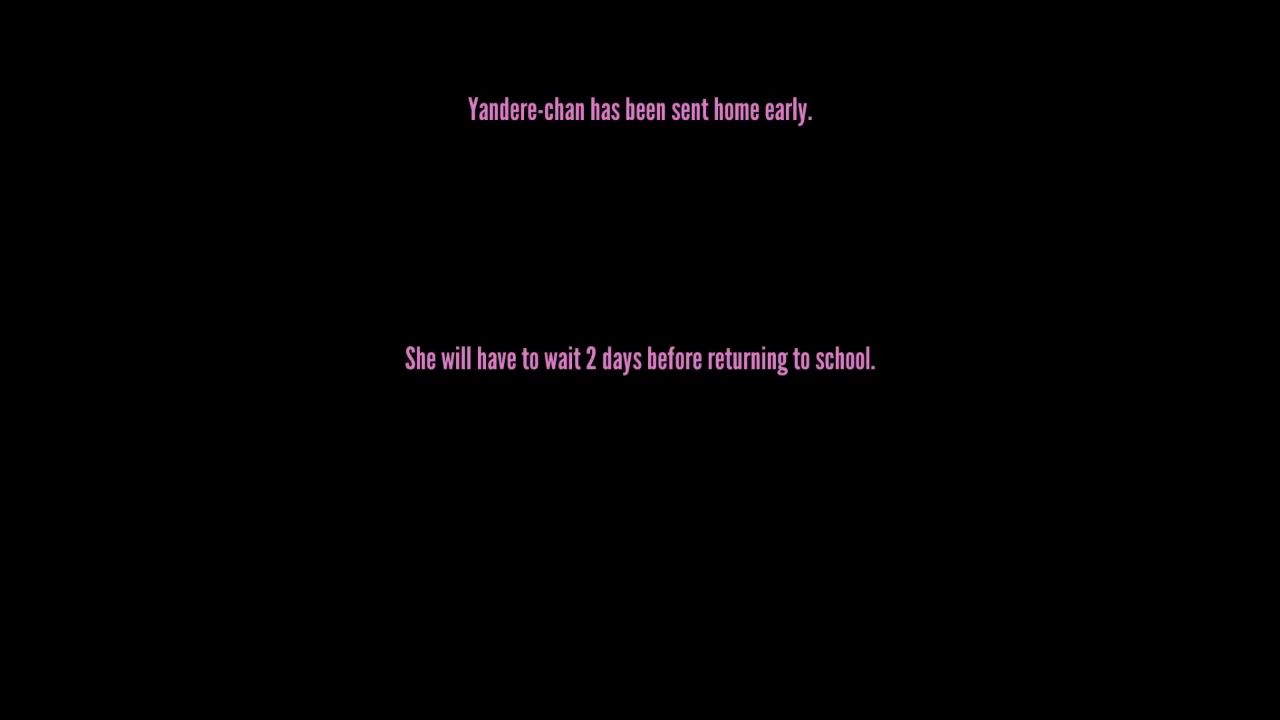 Yandere-chan has been sent home early.
She will have to wait 2 days before returning to school.